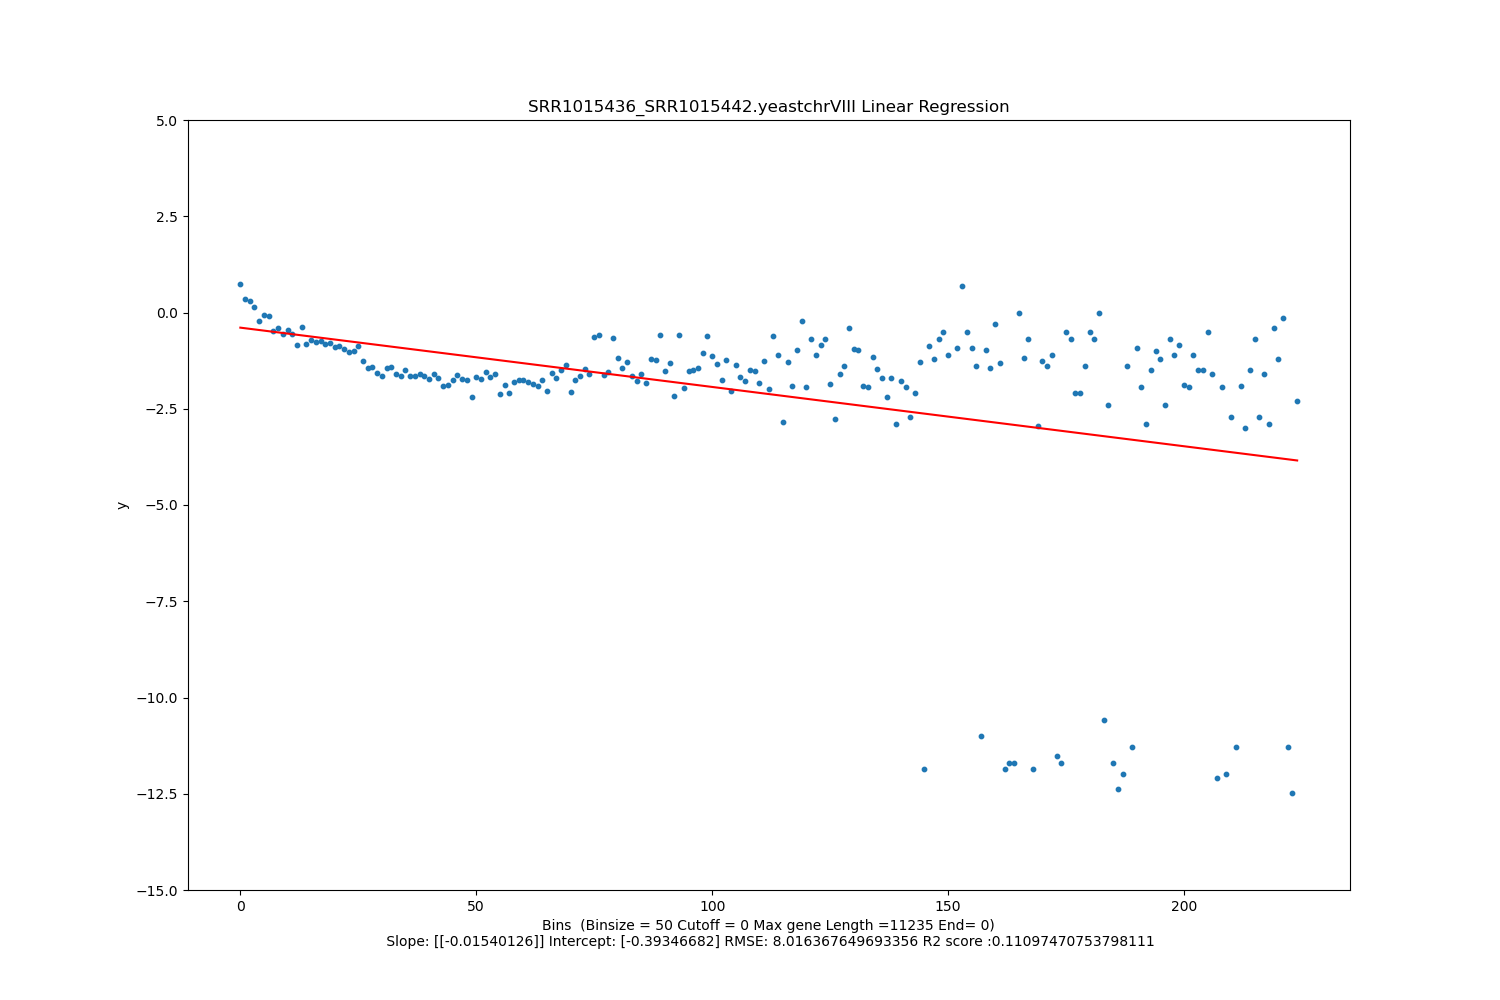 SRR1015436_SRR1015442.yeastchrVIII Linear Regression
5.0
2.5
0.0
−2.5
−5.0
−7.5
−10.0
−12.5
−15.0
y
0 50 100 150 200
Bins  (Binsize = 50 Cutoff = 0 Max gene Length =11235 End= 0)
Slope: [[-0.01540126]] Intercept: [-0.39346682] RMSE: 8.016367649693356 R2 score :0.11097470753798111